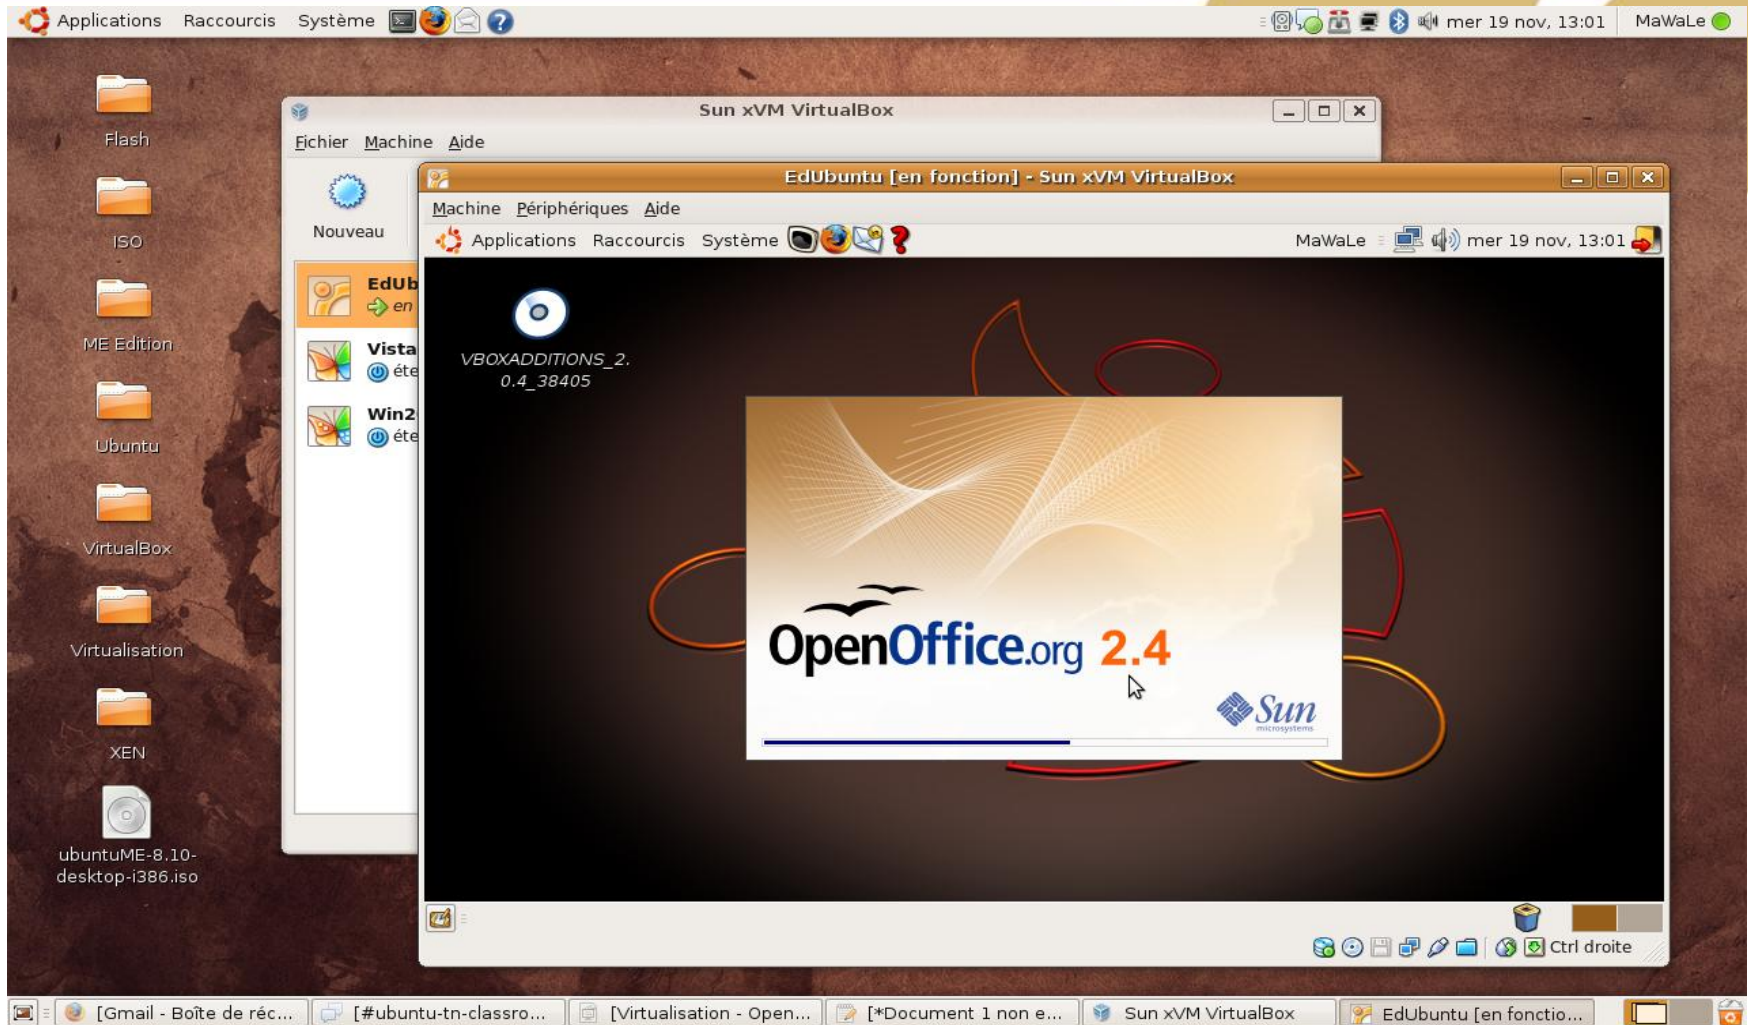 Applications Raccourcis Système
mer 19 nov, 13:01 MaWaLe
Flash
ISO
ME Edition
Ubuntu
VirtualBox
Virtualisation
XEN
ubuntuME-8.10-
desktop-i386.iso
Sun xVM VirtualBox
Fichier Machine Aide
Nouveau
EdUb
en
Vista
éte
Win2
éte
EdUbuntu [en fonction] - Sun xVM VirtualBox
Machine Périphériques Aide
Applications Raccourcis Système
MaWaLe mer 19 nov, 13:01
VBOXADDITIONS_2.
0.4_38405
OpenOffice.org 2.4
Sun
microsystems
Ctrl droite
[Gmail - Boîte de réc...
[#ubuntu-tn-classro...
[Virtualisation - Open...
[*Document 1 non e...
Sun xVM VirtualBox
EdUbuntu [en fonctio...